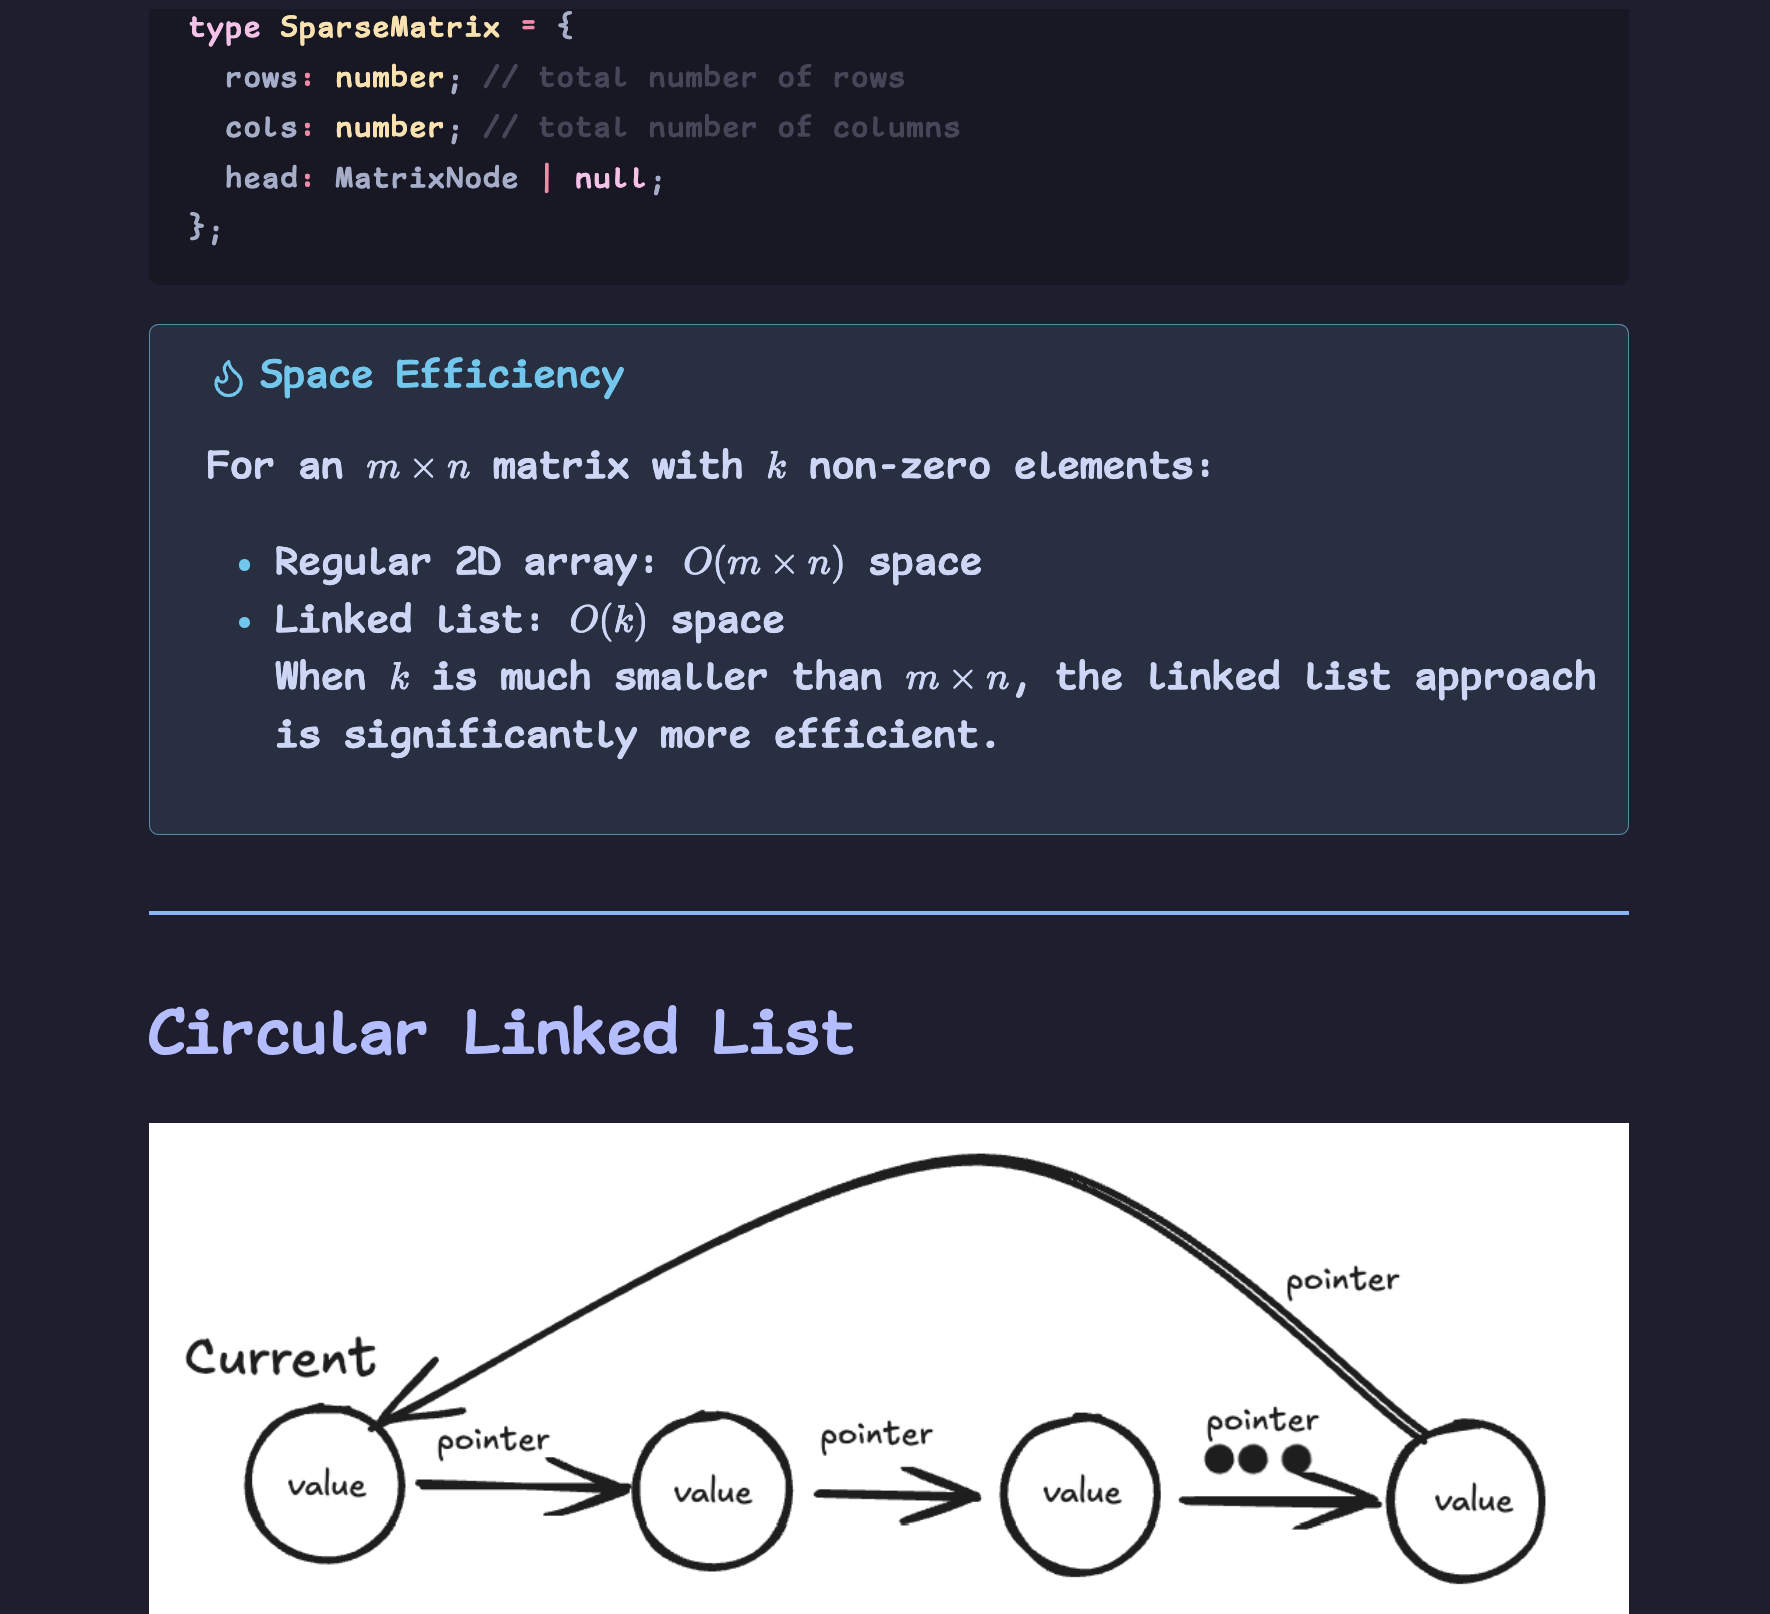 type SparseMatrix = {
rows: number; // total number of rows
cols: number; // total number of columns
head: MatrixNode | null;
};
Space Efficiency
For an m × n matrix with k non-zero elements:
• Regular 2D array: O(m × n) space
• Linked list: O(k) space
When k is much smaller than m × n, the linked list approach
is significantly more efficient.
Circular Linked List
pointer
Current
pointer
pointer
pointer
value
value
value
value